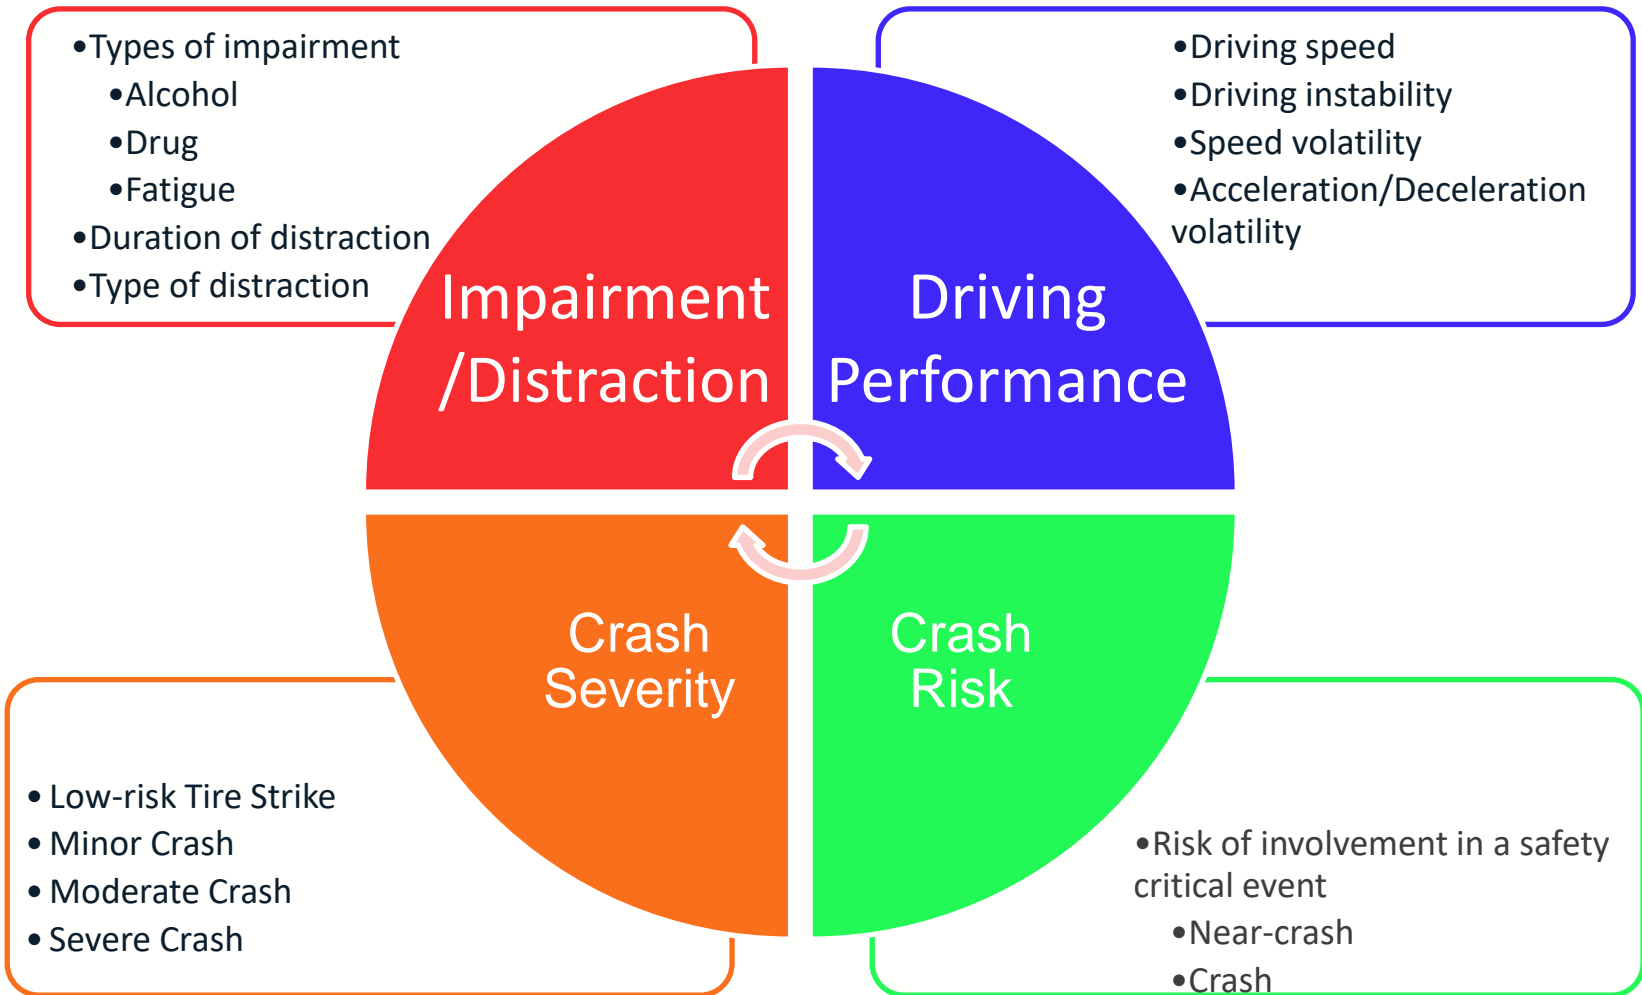 •Types of impairment
•Alcohol
•Drug
•Fatigue
•Duration of distraction
•Type of distraction
Impairment
/Distraction
•Driving speed
•Driving instability
•Speed volatility
•Acceleration/Deceleration
volatility
Driving
Performance
Crash
Severity
• Low-risk Tire Strike
• Minor Crash
• Moderate Crash
• Severe Crash
Crash
Risk
•Risk of involvement in a safety
critical event
•Near-crash
•Crash